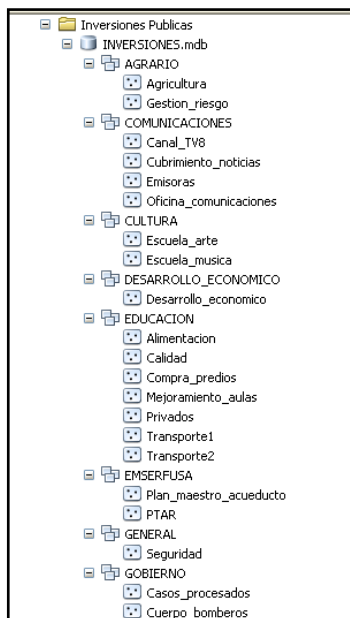 Inversiones Publicas
INVERSIONES.mdb
AGRARIO
Agricultura
Gestion_riesgo
COMUNICACIONES
Canal_TV8
Cubrimiento_noticias
Emisoras
Oficina_comunicaciones
CULTURA
Escuela_arte
Escuela_musica
DESARROLLO_ECONOMICO
Desarrollo_economico
EDUCACION
Alimentacion
Calidad
Compra_predios
Mejoramiento_aulas
Privados
Transporte1
Transporte2
EMSERFUSA
Plan_maestro_acueducto
PTAR
GENERAL
Seguridad
GOBIERNO
Casos_procesados
Cuerpo_bomberos